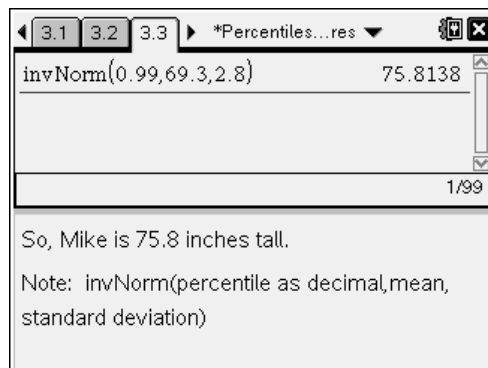 3.1 3.2 3.3 *Percentiles...res
invNorm(0.99,69.3,2.8) 75.8138
1/99
So, Mike is 75.8 inches tall.
Note: invNorm(percentile as decimal,mean,
standard deviation)